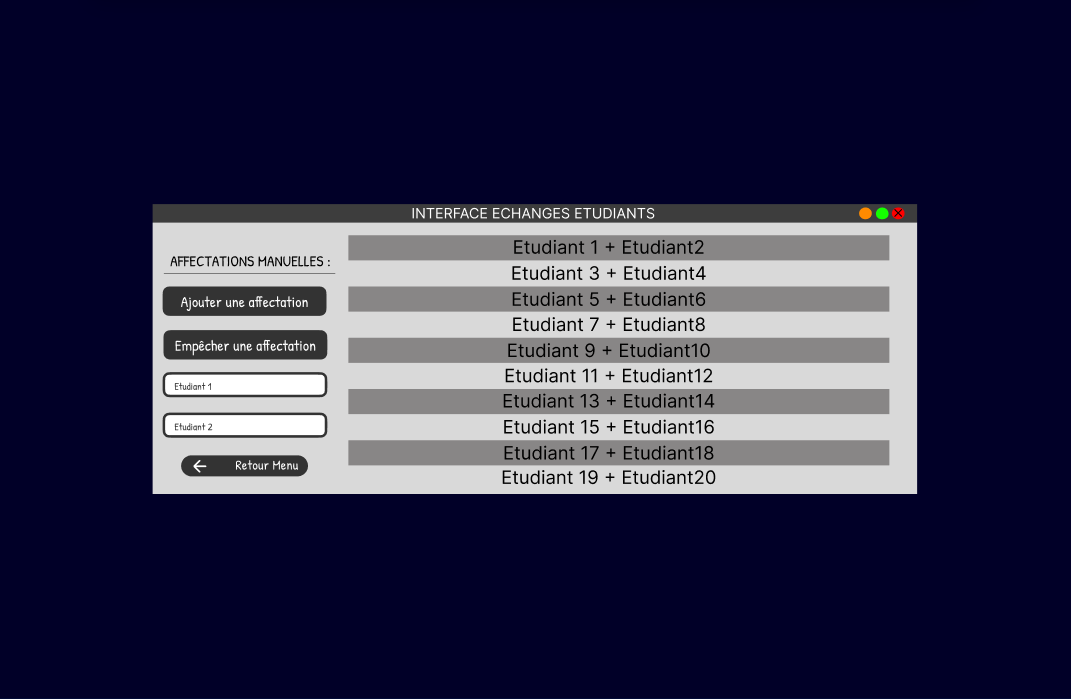 INTERFACE ECHANGES ETUDIANTS
AFFECTATIONS MANUELLES :
Ajouter une affectation
Empêcher une affectation
Etudiant 1
Etudiant 2
Retour Menu
Etudiant 1 + Etudiant2
Etudiant 3 + Etudiant4
Etudiant 5 + Etudiant6
Etudiant 7 + Etudiant8
Etudiant 9 + Etudiant10
Etudiant 11 + Etudiant12
Etudiant 13 + Etudiant14
Etudiant 15 + Etudiant16
Etudiant 17 + Etudiant18
Etudiant 19 + Etudiant20